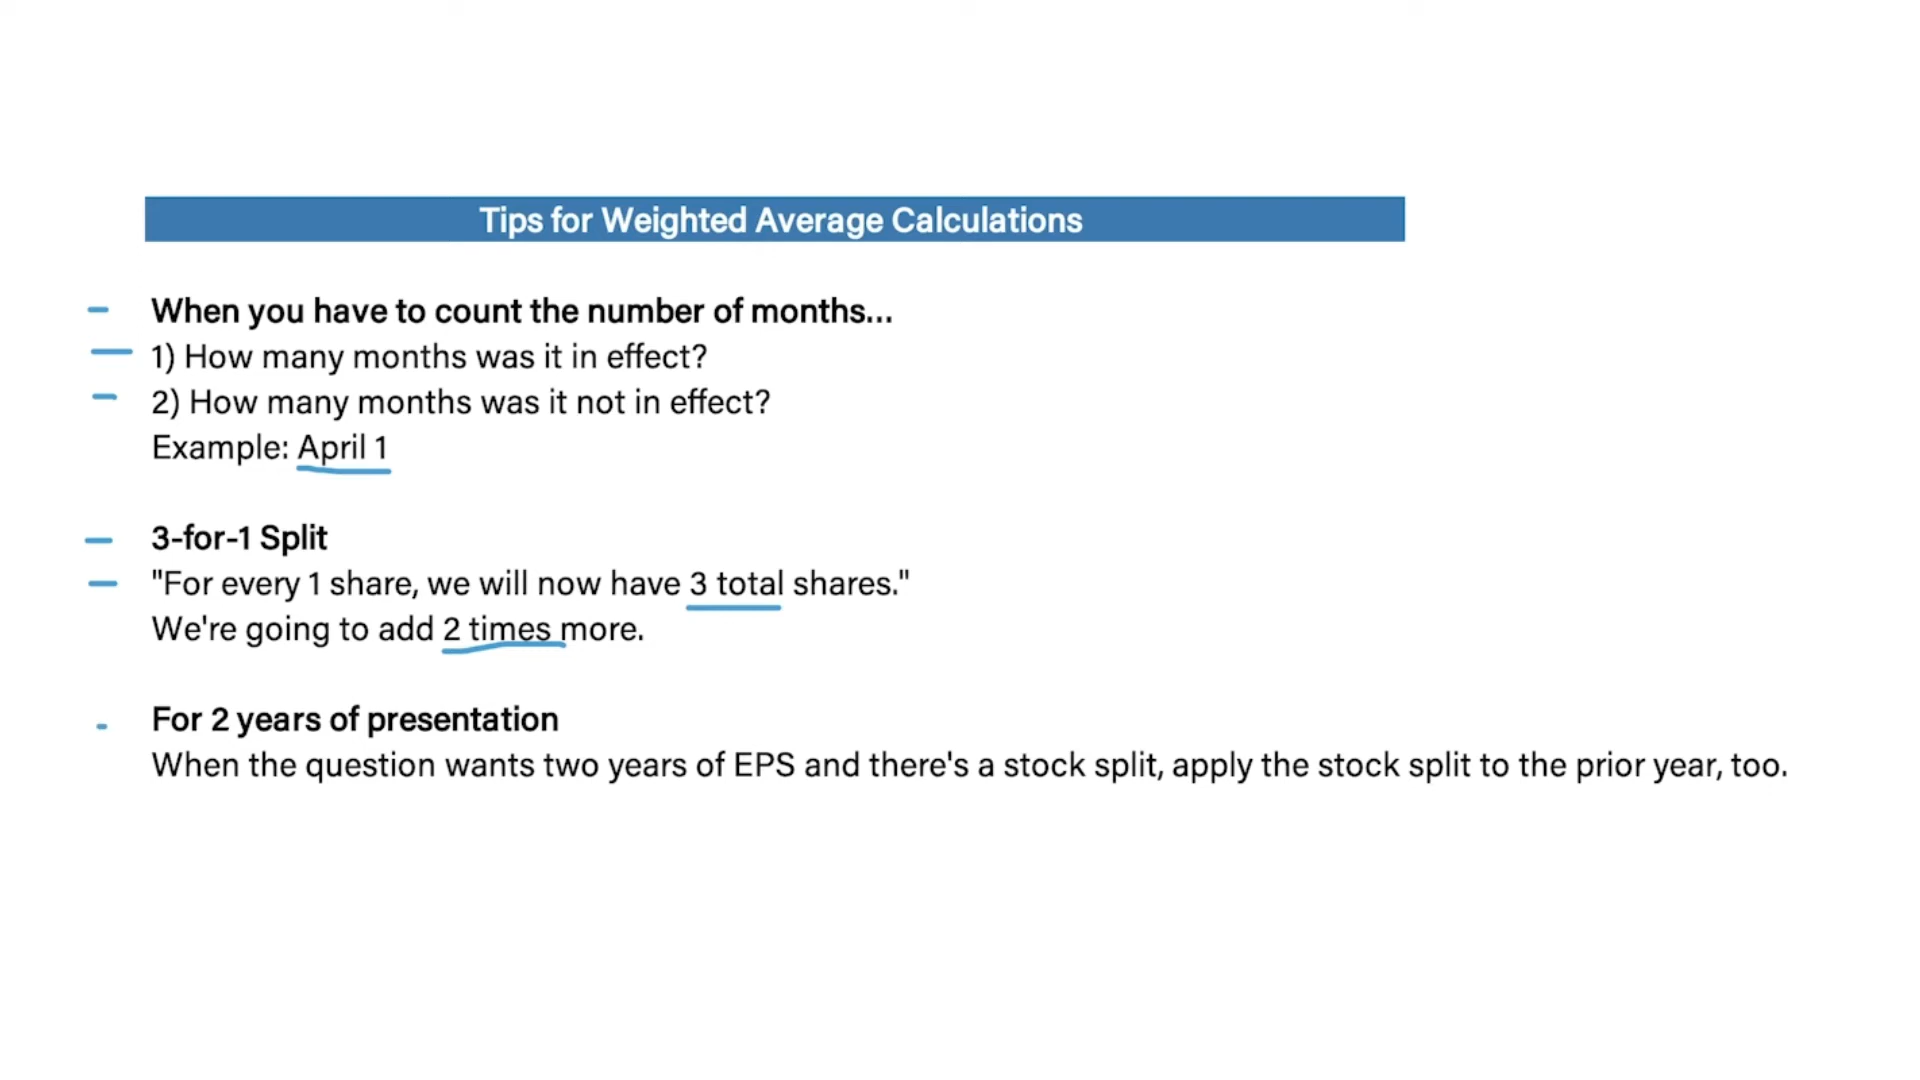 Tips for Weighted Average Calculations
When you have to count the number of months...
1) How many months was it in effect?
2) How many months was it not in effect?
Example: April 1
3-for-1 Split
"For every 1 share, we will now have 3 total shares."
We're going to add 2 times more.
For 2 years of presentation
When the question wants two years of EPS and there's a stock split, apply the stock split to the prior year, too.